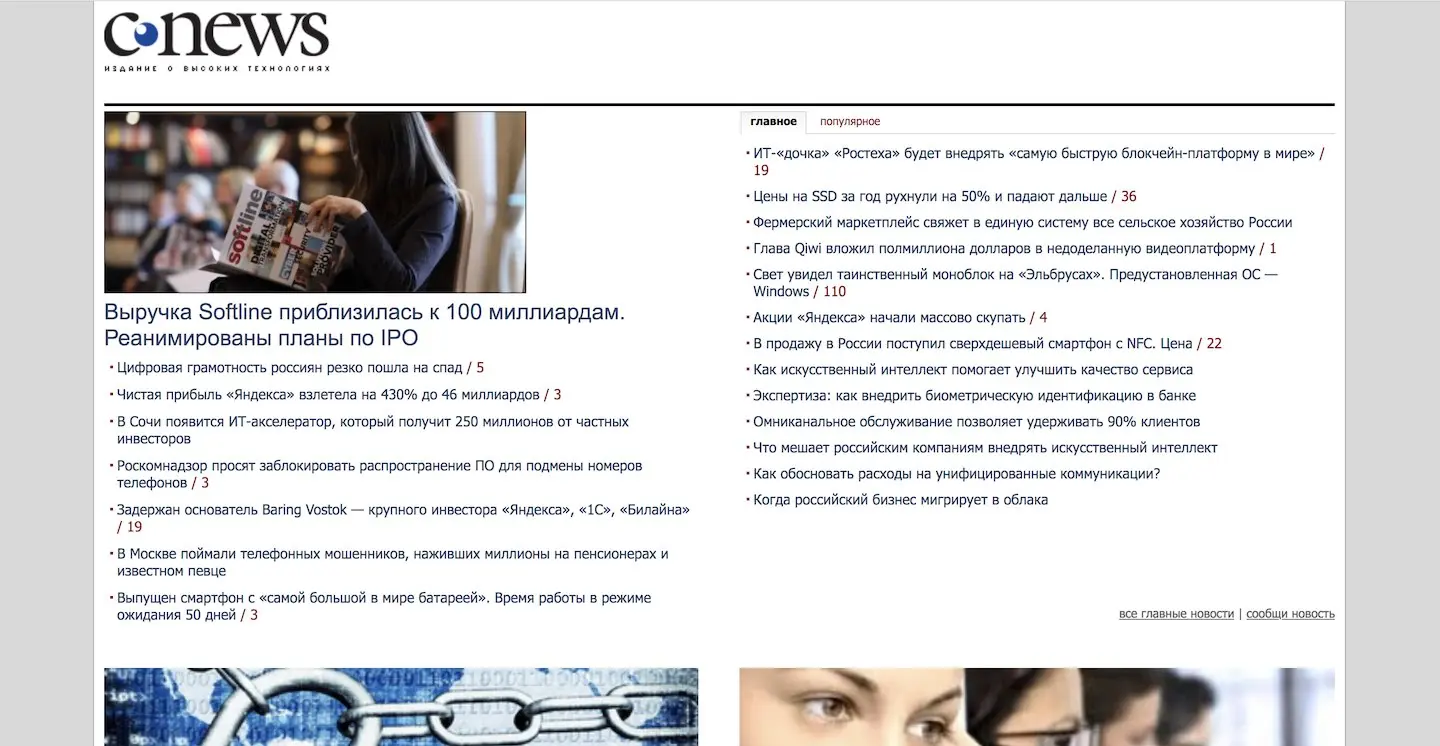 cnews
издание о высоких технологиях
softline
DIGITAL
Выручка Softline приблизилась к 100 миллиардам.
Реанимированы планы по IPO
Цифровая грамотность россиян резко пошла на спад / 5
Чистая прибыль «Яндекса» взлетела на 430% до 46 миллиардов / 3
В Сочи появится ИТ-акселератор, который получит 250 миллионов от частных
инвесторов
Роскомнадзор просят заблокировать распространение ПО для подмены номеров
телефонов / 3
Задержан основатель Baring Vostok — крупного инвестора «Яндекса», «1С», «Билайна»
/ 19
В Москве поймали телефонных мошенников, наживших миллионы на пенсионерах и
известном певце
Выпущен смартфон с «самой большой в мире батареей». Время работы в режиме
ожидания 50 дней / 3
главное популярное
ИТ-«дочка» «Ростеха» будет внедрять «самую быструю блокчейн-платформу в мире» /
19
Цены на SSD за год рухнули на 50% и падают дальше / 36
Фермерский маркетплейс свяжет в единую систему все сельское хозяйство России
Глава Qiwi вложил полмиллиона долларов в недоделанную видеоплатформу / 1
Свет увидел таинственный моноблок на «Эльбрусах». Предустановленная ОС —
Windows / 110
Акции «Яндекса» начали массово скупать / 4
В продажу в России поступил сверхдешевый смартфон с NFC. Цена / 22
Как искусственный интеллект помогает улучшить качество сервиса
Экспертиза: как внедрить биометрическую идентификацию в банке
Омниканальное обслуживание позволяет удерживать 90% клиентов
Что мешает российским компаниям внедрять искусственный интеллект
Как обосновать расходы на унифицированные коммуникации?
Когда российский бизнес мигрирует в облака
все главные новости | сообщи новость